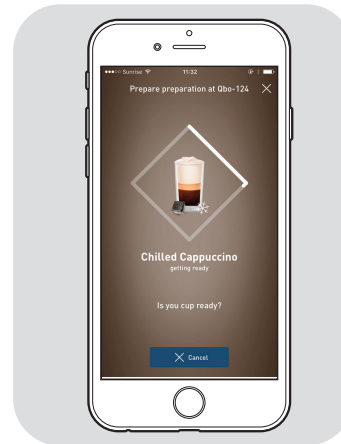 Sunrise 11:32
Prepare preparation at Qbo-124
Chilled Cappuccino
getting ready
Is you cup ready?
Cancel